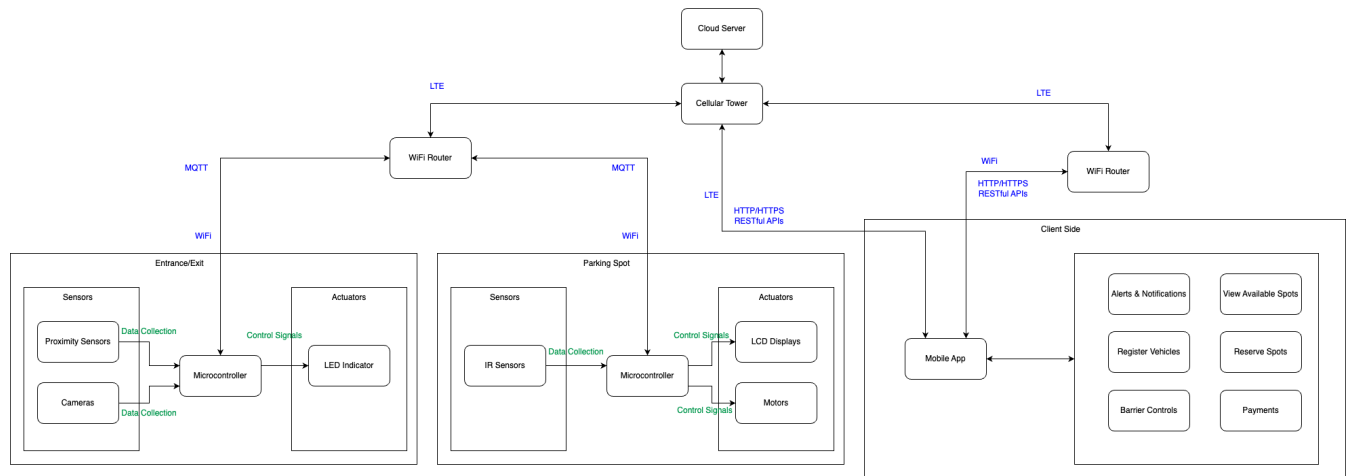 Cloud Server
LTE
Cellular Tower
LTE
WiFi Router
MQTT
MQTT
WiFi
WiFi Router
HTTP/HTTPS
RESTful APIs
LTE
HTTP/HTTPS
RESTful APIs
WiFi
WiFi
Client Side
Entrance/Exit
Sensors
Proximity Sensors
Data Collection
Cameras
Data Collection
Microcontroller
Control Signals
Actuators
LED Indicator
Parking Spot
Sensors
IR Sensors
Data Collection
Microcontroller
Control Signals
Control Signals
Actuators
LCD Displays
Motors
Mobile App
Alerts & Notifications
View Available Spots
Register Vehicles
Reserve Spots
Barrier Controls
Payments